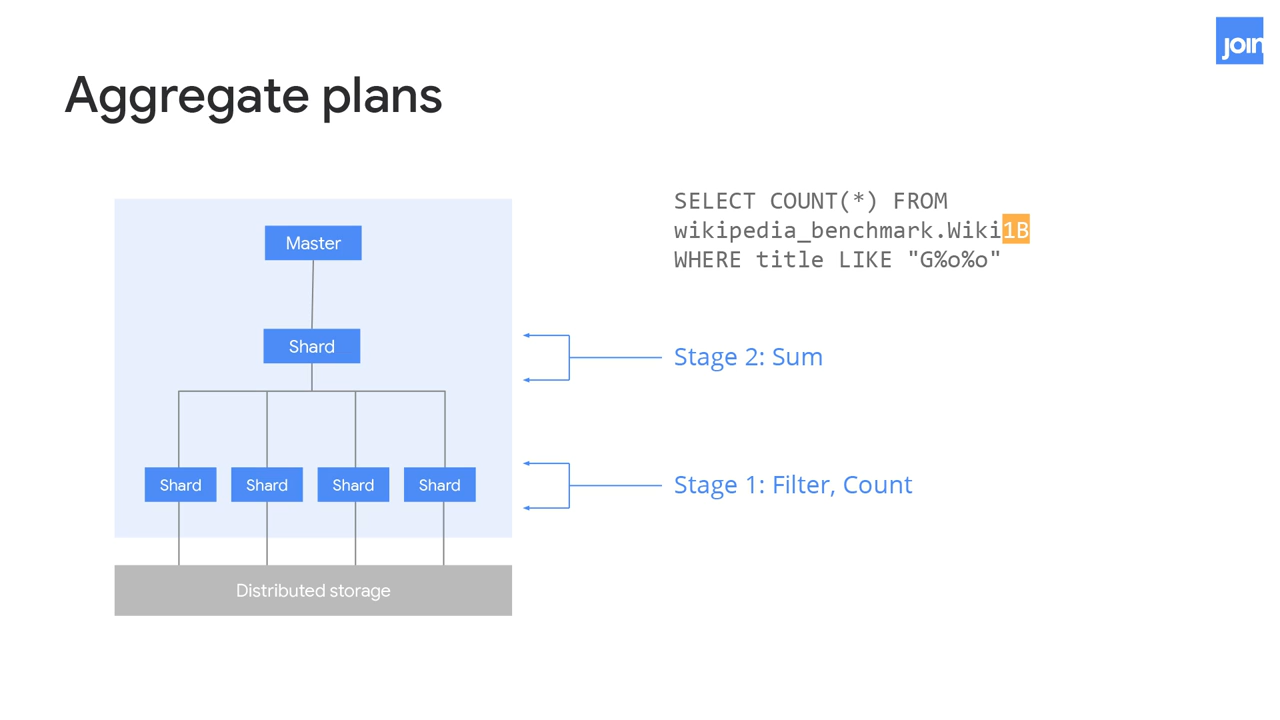 join
Aggregate plans
SELECT COUNT(*) FROM
wikipedia_benchmark.Wiki1B
WHERE title LIKE "G%o%o"
Master
Shard
Stage 2: Sum
Shard Shard Shard Shard
Stage 1: Filter, Count
Distributed storage